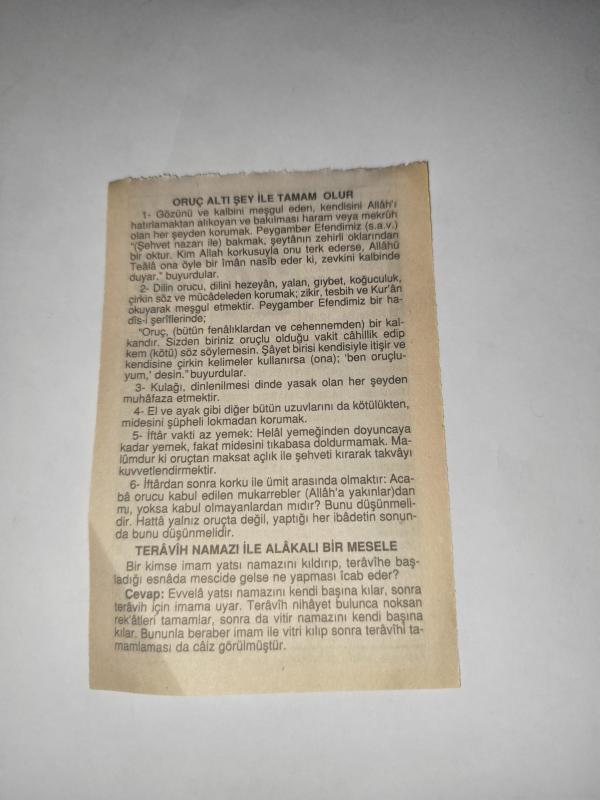 ORUÇ ALTI ŞEY İLE TAMAM OLUR
1- Gözünü ve kalbini meşgul eden, kendisini Allâh'ı
hatırlamaktan alıkoyan ve bakılması haram veya mekrûh
olan her şeyden korumak. Peygamber Efendimiz (s.a.v.)
"(Şehvet nazarı ile) bakmak, şeytânın zehirli oklarından
bir oktur. Kim Allah korkusuyla onu terk ederse, Allâhü
Teâlâ ona öyle bir îmân nasîb eder ki, zevkini kalbinde
duyar." buyurdular.
2- Dilin orucu, dilini hezeyân, yalan, gıybet, koğuculuk,
çirkin söz ve mücâdeleden korumak; zikir, tesbih ve Kur'ân
okuyarak meşgul etmektir. Peygamber Efendimiz bir ha-
dîs-i şerîflerinde;
"Oruç, (bütün fenâlıklardan ve cehennemden) bir kal-
kandır. Sizden biriniz oruçlu olduğu vakit câhillik edip
kem (kötü) söz söylemesin. Şâyet birisi kendisiyle itişir ve
kendisine çirkin kelimeler kullanırsa (ona); 'ben oruçlu-
yum,' desin." buyurdular.
3- Kulağı, dinlenilmesi dinde yasak olan her şeyden
muhâfaza etmektir.
4- El ve ayak gibi diğer bütün uzuvlarını da kötülükten,
midesini şüpheli lokmadan korumak.
5- İftâr vakti az yemek: Helâl yemeğinden doyuncaya
kadar yemek, fakat midesini tıkabasa doldurmamak. Ma-
lûmdur ki oruçtan maksat açlık ile şehveti kırarak takvâyı
kuvvetlendirmektir.
6- İftârdan sonra korku ile ümit arasında olmaktır: Aca-
bâ orucu kabul edilen mukarrebler (Allâh'a yakınlar)dan
mı, yoksa kabul olmayanlardan mıdır? Bunu düşünmeli-
dir. Hattâ yalnız oruçta değil, yaptığı her ibâdetin sonun-
da bunu düşünmelidir.
TERÂVİH NAMAZI İLE ALÂKALI BİR MESELE
Bir kimse imam yatsı namazını kıldırıp, terâvîhe baş-
ladığı esnâda mescide gelse ne yapması îcab eder?
Cevap: Evvelâ yatsı namazını kendi başına kılar, sonra
terâvih için imama uyar. Terâvîh nihâyet bulunca noksan
rek'âtleri tamamlar, sonra da vitir namazını kendi başına
kılar. Bununla beraber imam ile vitri kılıp sonra terâvîhi ta-
mamlaması da câiz görülmüştür.